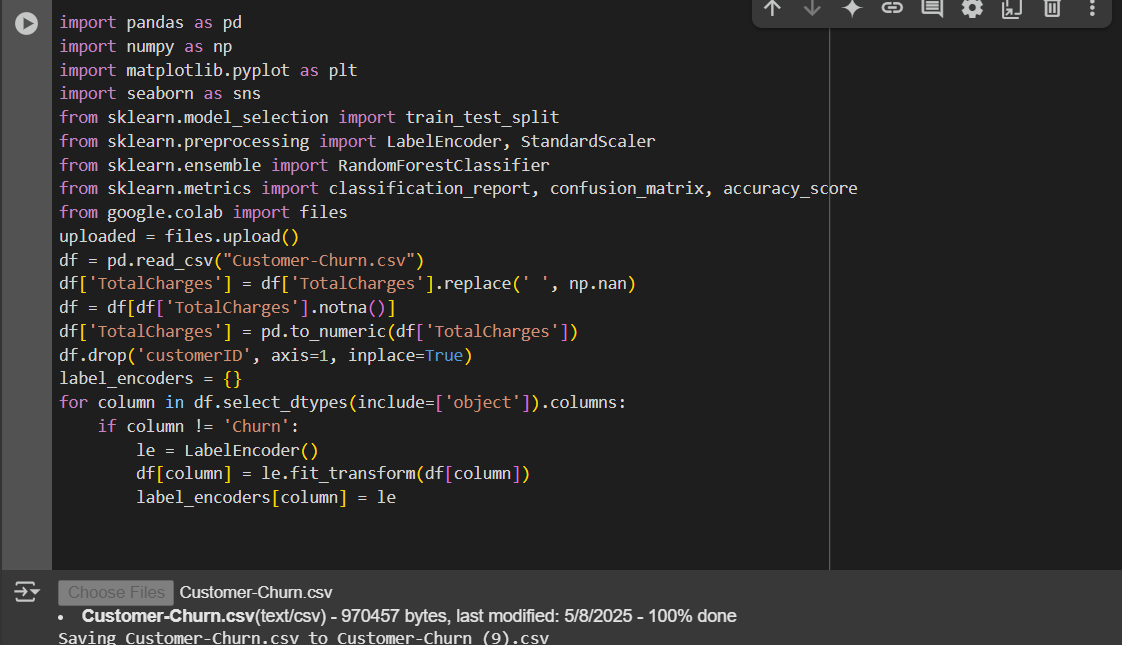 import pandas as pd
import numpy as np
import matplotlib.pyplot as plt
import seaborn as sns
from sklearn.model_selection import train_test_split
from sklearn.preprocessing import LabelEncoder, StandardScaler
from sklearn.ensemble import RandomForestClassifier
from sklearn.metrics import classification_report, confusion_matrix, accuracy_score
from google.colab import files
uploaded = files.upload()
df = pd.read_csv("Customer-Churn.csv")
df['TotalCharges'] = df['TotalCharges'].replace(' ', np.nan)
df = df[df['TotalCharges'].notna()]
df['TotalCharges'] = pd.to_numeric(df['TotalCharges'])
df.drop('customerID', axis=1, inplace=True)
label_encoders = {}
for column in df.select_dtypes(include=['object']).columns:
    if column != 'Churn':
        le = LabelEncoder()
        df[column] = le.fit_transform(df[column])
        label_encoders[column] = le
Choose Files Customer-Churn.csv
• Customer-Churn.csv(text/csv) - 970457 bytes, last modified: 5/8/2025 - 100% done
Saving Customer-Churn.csv to Customer-Churn (9).csv